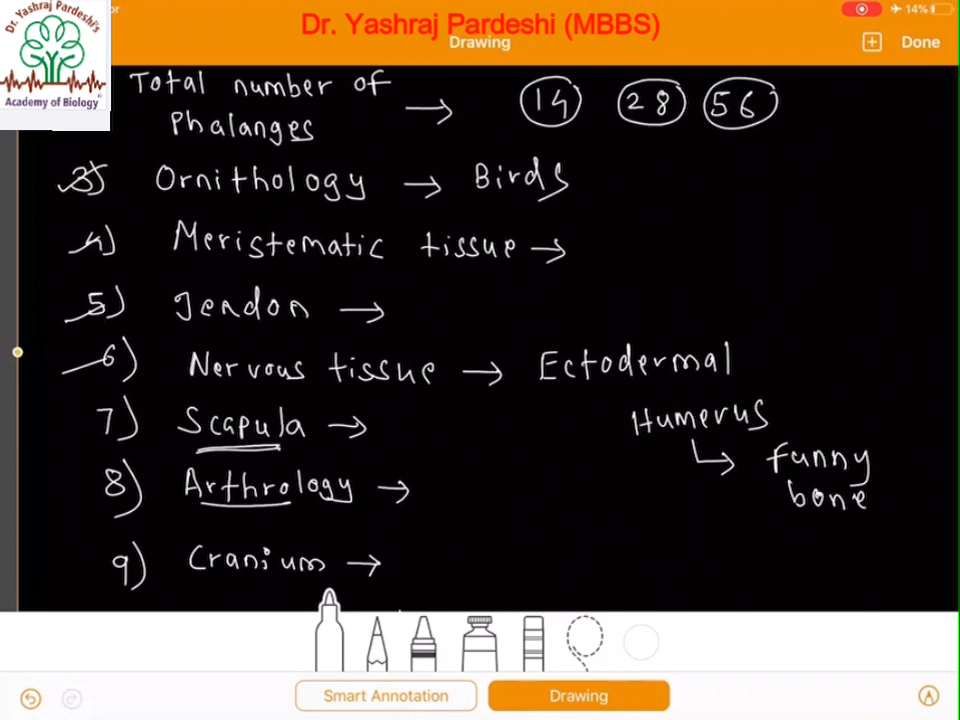 or
14%
Dr. Yashraj Pardeshi (MBBS)
Dr. Yashraj Pardeshi's
Academy of Biology
Drawing
Done
Total number of → 14 28 56
Phalanges
3) Ornithology → Birds
4) Meristematic tissue →
5) Tendon →
6) Nervous tissue → Ectodermal
7) Scapula →
Humerus
↳ funny
bone
8) Arthrology →
9) Cranium →
Smart Annotation
Drawing